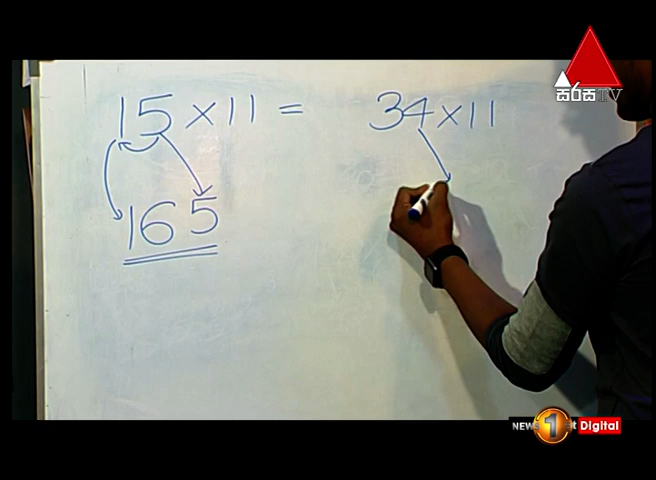 සිරස TV
15 × 11 =
34 × 11
165
NEWS 1st Digital